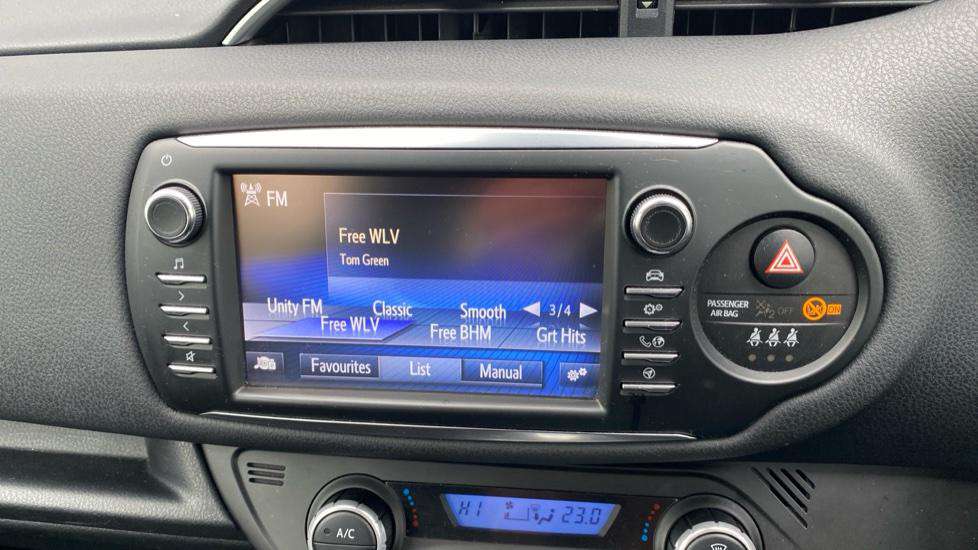 FM
Free WLV
Tom Green
Unity FM Classic Smooth 3/4
Free WLV Free BHM Grt Hits
Favourites List Manual
PASSENGER
AIR BAG
2 OFF ON
HI 23.0
A/C